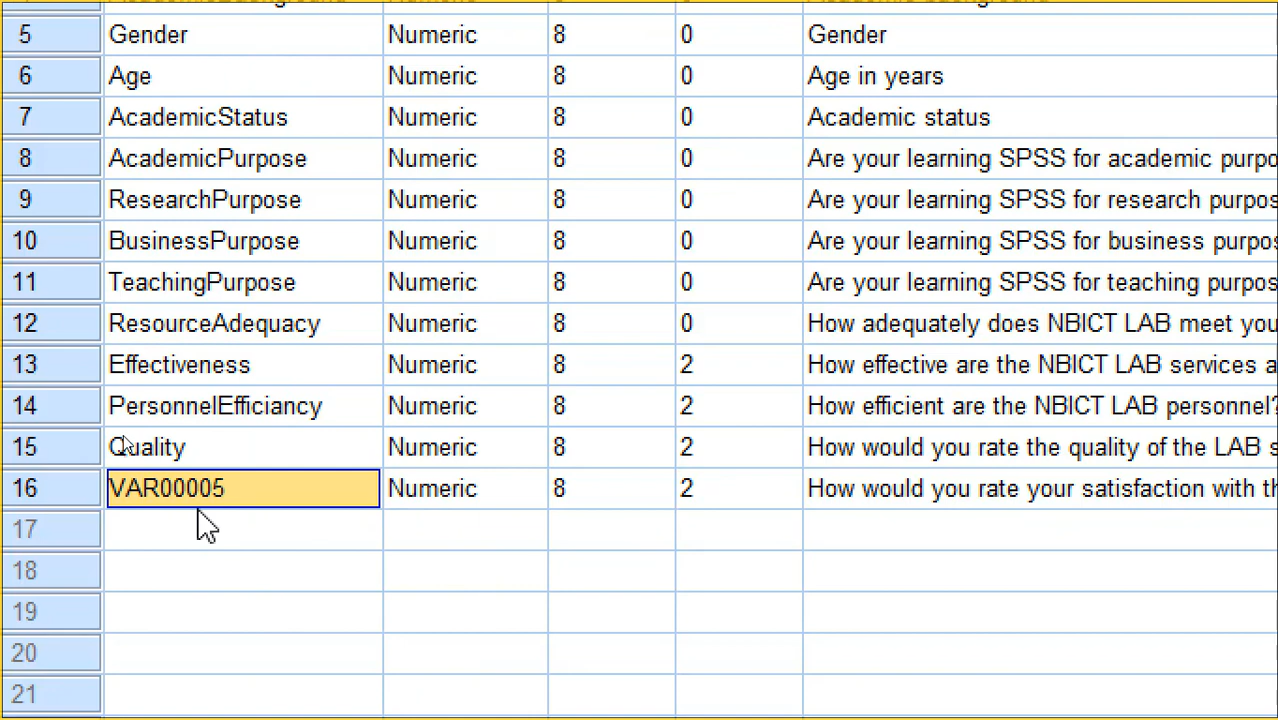 5 Gender Numeric 8 0 Gender
6 Age Numeric 8 0 Age in years
7 AcademicStatus Numeric 8 0 Academic status
8 AcademicPurpose Numeric 8 0 Are your learning SPSS for academic purpo
9 ResearchPurpose Numeric 8 0 Are your learning SPSS for research purpos
10 BusinessPurpose Numeric 8 0 Are your learning SPSS for business purpo
11 TeachingPurpose Numeric 8 0 Are your learning SPSS for teaching purpos
12 ResourceAdequacy Numeric 8 0 How adequately does NBICT LAB meet you
13 Effectiveness Numeric 8 2 How effective are the NBICT LAB services a
14 PersonnelEfficiancy Numeric 8 2 How efficient are the NBICT LAB personnel?
15 Quality Numeric 8 2 How would you rate the quality of the LAB s
16 VAR00005 Numeric 8 2 How would you rate your satisfaction with th
17
18
19
20
21